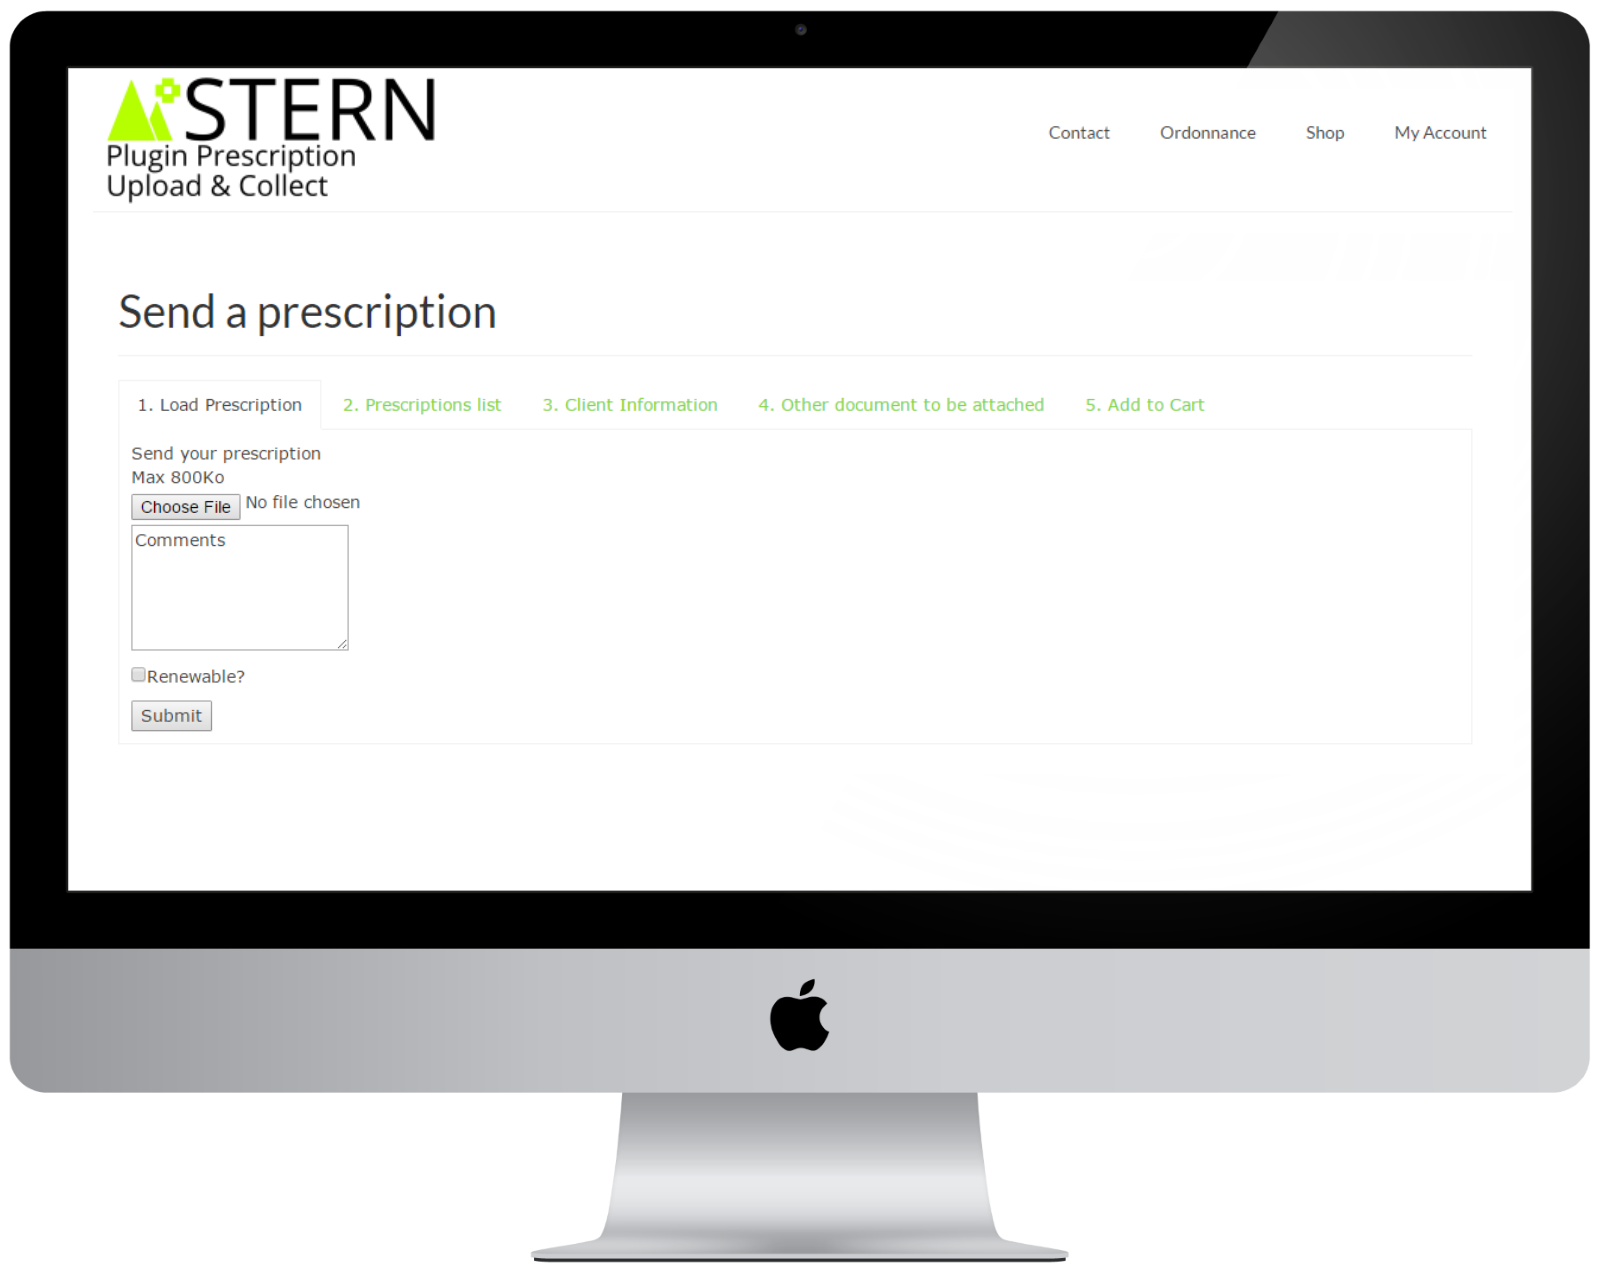 STERN
Plugin Prescription
Upload & Collect
Contact Ordonnance Shop My Account
Send a prescription
1. Load Prescription 2. Prescriptions list 3. Client Information 4. Other document to be attached 5. Add to Cart
Send your prescription
Max 800Ko
Choose File No file chosen
Comments
Renewable?
Submit